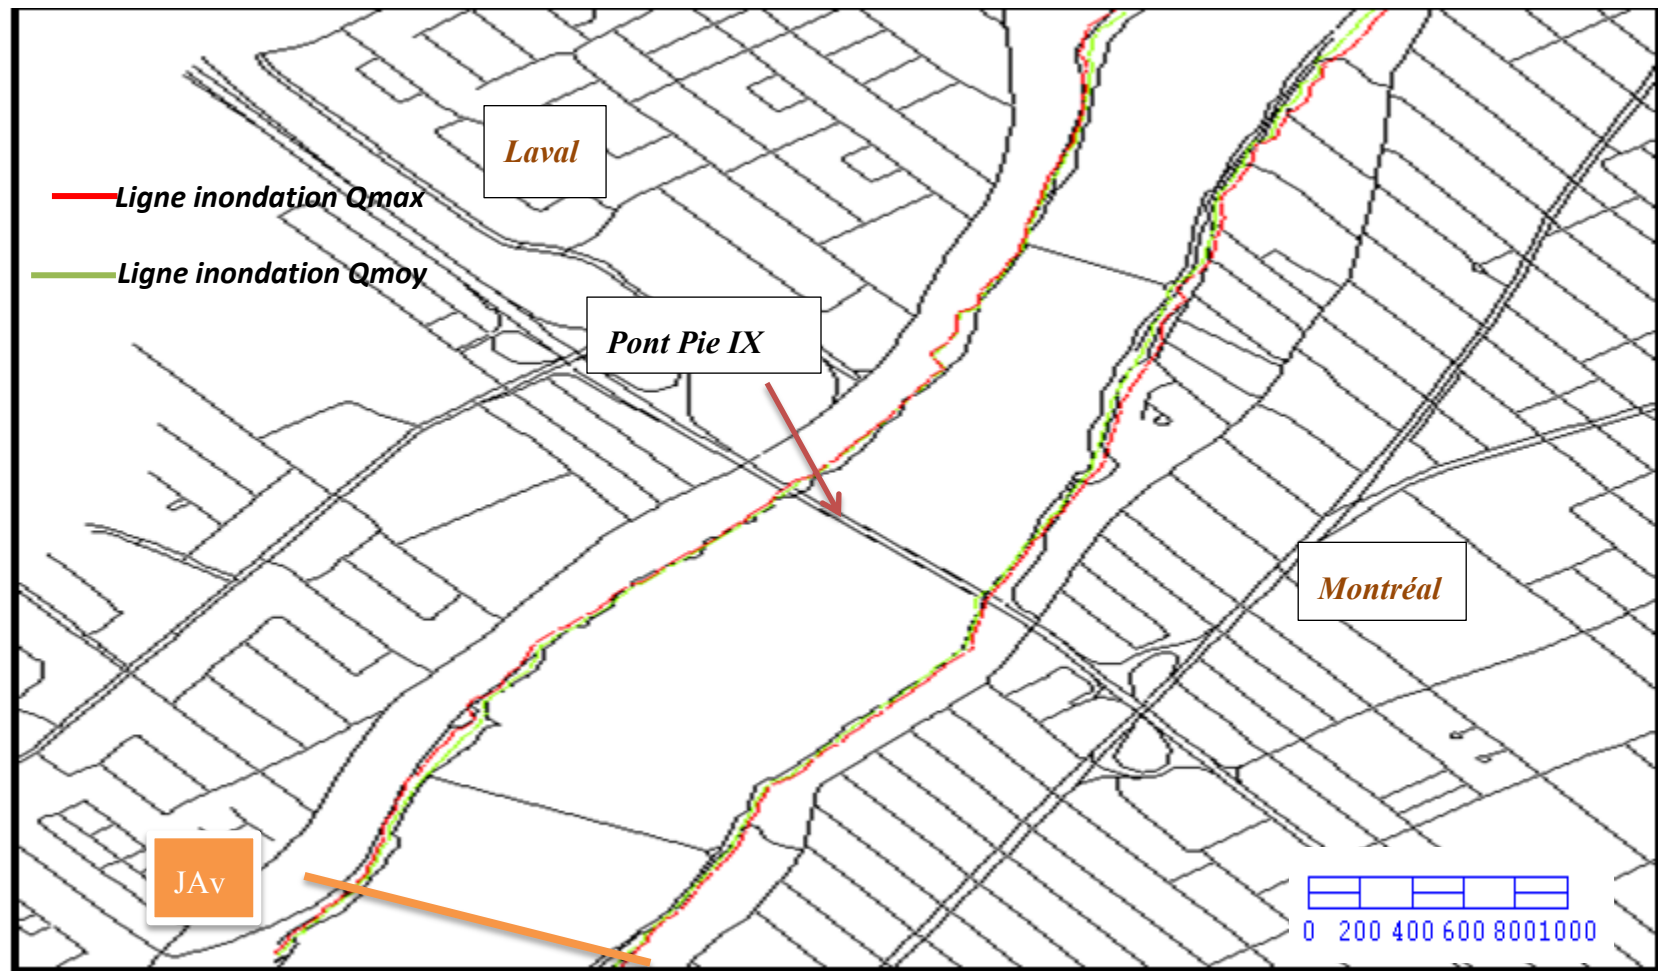 Laval
Ligne inondation Qmax
Ligne inondation Qmoy
Pont Pie IX
Montréal
JAv
0 200 400 600 8001000